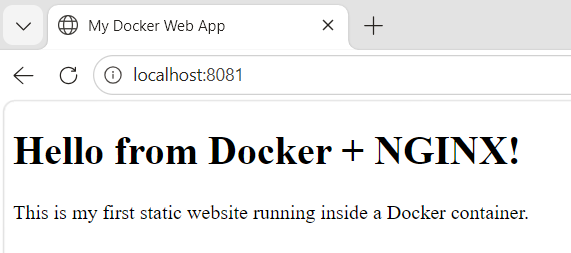 My Docker Web App
localhost:8081
Hello from Docker + NGINX!
This is my first static website running inside a Docker container.